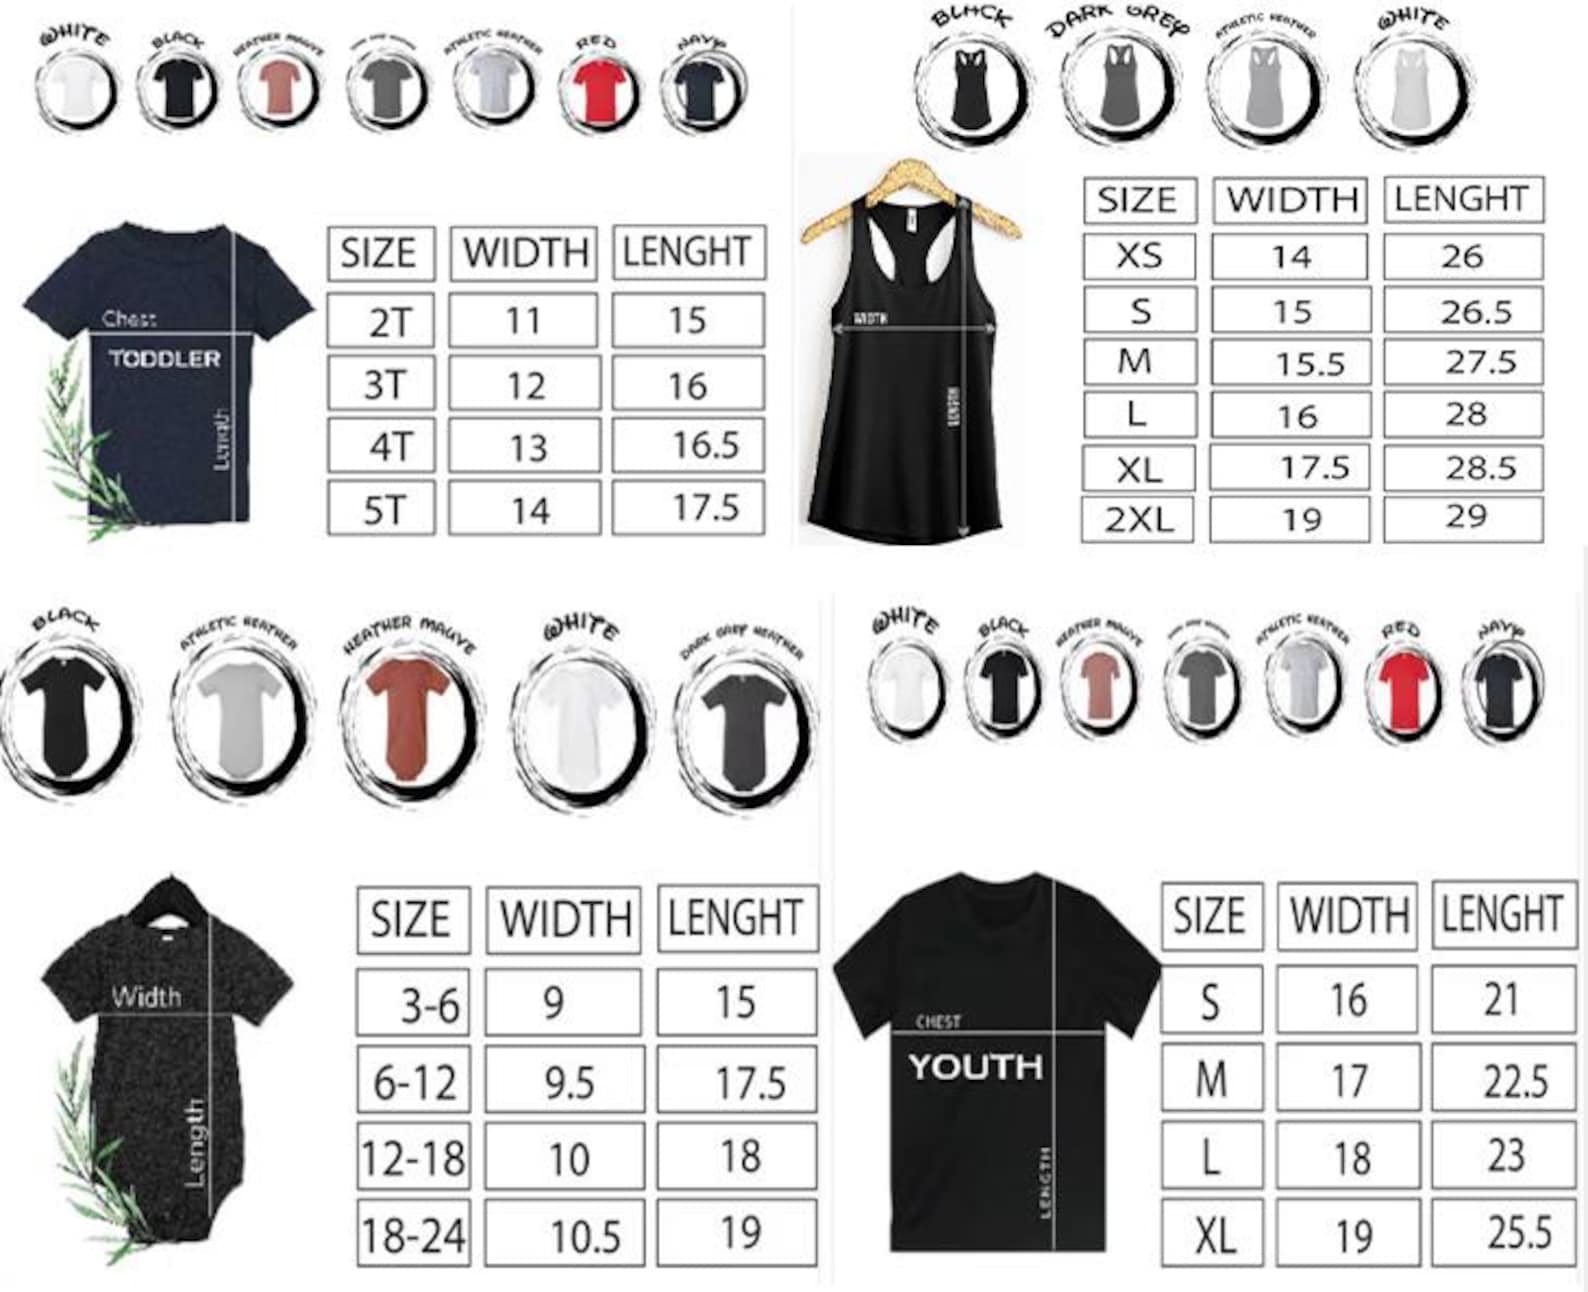 WHITE BLACK HEATHER MAUVE ATHLETIC HEATHER RED NAVY
Chest
TODDLER
Length
SIZE WIDTH LENGHT
2T 11 15
3T 12 16
4T 13 16.5
5T 14 17.5
BLACK DARK GREY ATHLETIC HEATHER WHITE
WIDTH
LENGTH
SIZE WIDTH LENGHT
XS 14 26
S 15 26.5
M 15.5 27.5
L 16 28
XL 17.5 28.5
2XL 19 29
BLACK ATHLETIC HEATHER HEATHER MAUVE WHITE DARK GREY HEATHER
Width
Length
SIZE WIDTH LENGHT
3-6 9 15
6-12 9.5 17.5
12-18 10 18
18-24 10.5 19
WHITE BLACK HEATHER MAUVE ATHLETIC HEATHER RED NAVY
CHEST
YOUTH
LENGTH
SIZE WIDTH LENGHT
S 16 21
M 17 22.5
L 18 23
XL 19 25.5